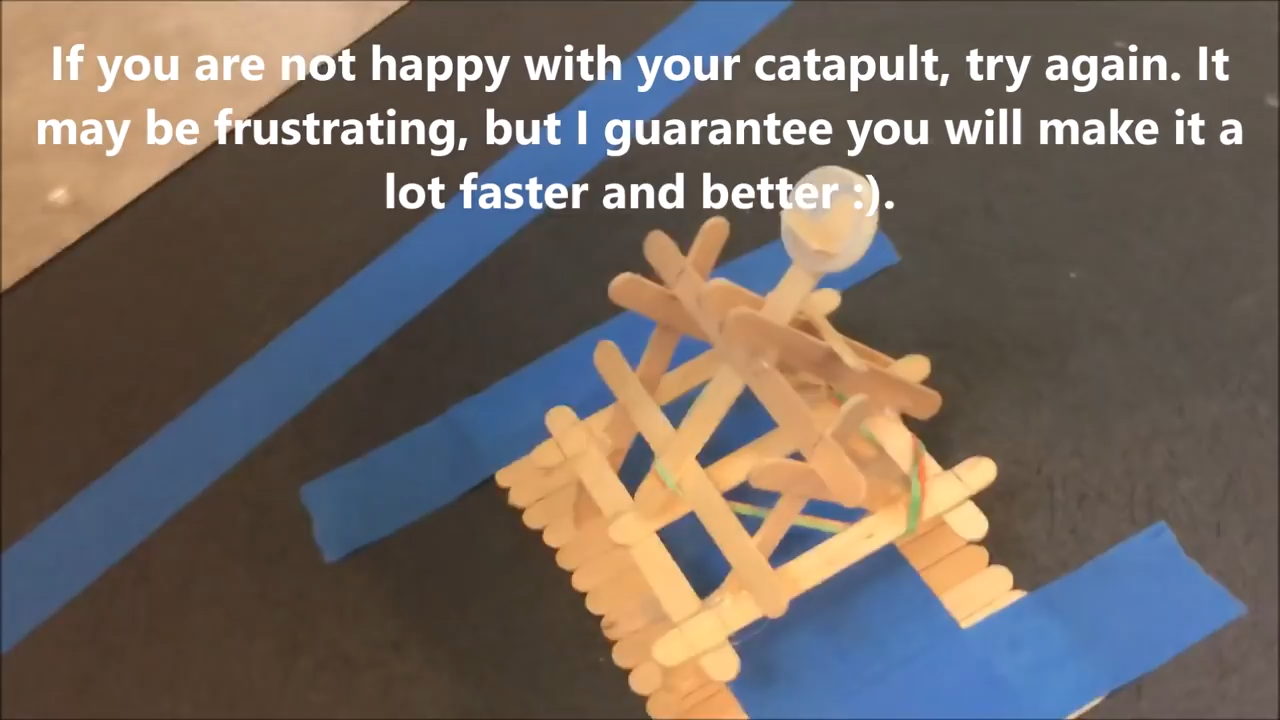 If you are not happy with your catapult, try again. It
may be frustrating, but I guarantee you will make it a
lot faster and better :).